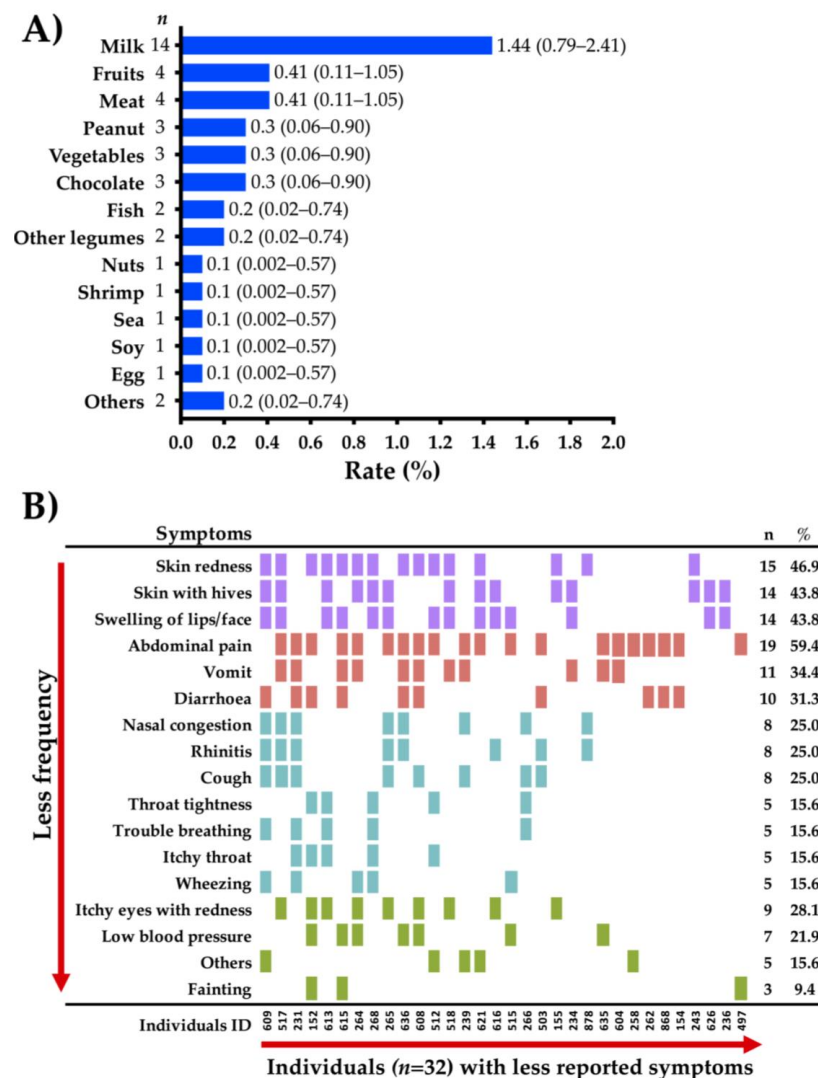 A)
n
Milk 14 1.44 (0.79–2.41)
Fruits 4 0.41 (0.11–1.05)
Meat 4 0.41 (0.11–1.05)
Peanut 3 0.3 (0.06–0.90)
Vegetables 3 0.3 (0.06–0.90)
Chocolate 3 0.3 (0.06–0.90)
Fish 2 0.2 (0.02–0.74)
Other legumes 2 0.2 (0.02–0.74)
Nuts 1 0.1 (0.002–0.57)
Shrimp 1 0.1 (0.002–0.57)
Sea 1 0.1 (0.002–0.57)
Soy 1 0.1 (0.002–0.57)
Egg 1 0.1 (0.002–0.57)
Others 2 0.2 (0.02–0.74)
0.0 0.2 0.4 0.6 0.8 1.0 1.2 1.4 1.6 1.8 2.0
Rate (%)
B)
Symptoms n %
Skin redness 15 46.9
Skin with hives 14 43.8
Swelling of lips/face 14 43.8
Abdominal pain 19 59.4
Vomit 11 34.4
Diarrhoea 10 31.3
Nasal congestion 8 25.0
Rhinitis 8 25.0
Cough 8 25.0
Throat tightness 5 15.6
Trouble breathing 5 15.6
Itchy throat 5 15.6
Wheezing 5 15.6
Itchy eyes with redness 9 28.1
Low blood pressure 7 21.9
Others 5 15.6
Fainting 3 9.4
Less frequency
Individuals ID 609 517 231 152 613 615 264 268 265 636 608 512 518 239 621 616 515 266 503 155 234 878 635 604 258 262 868 154 243 626 236 497
Individuals (n=32) with less reported symptoms